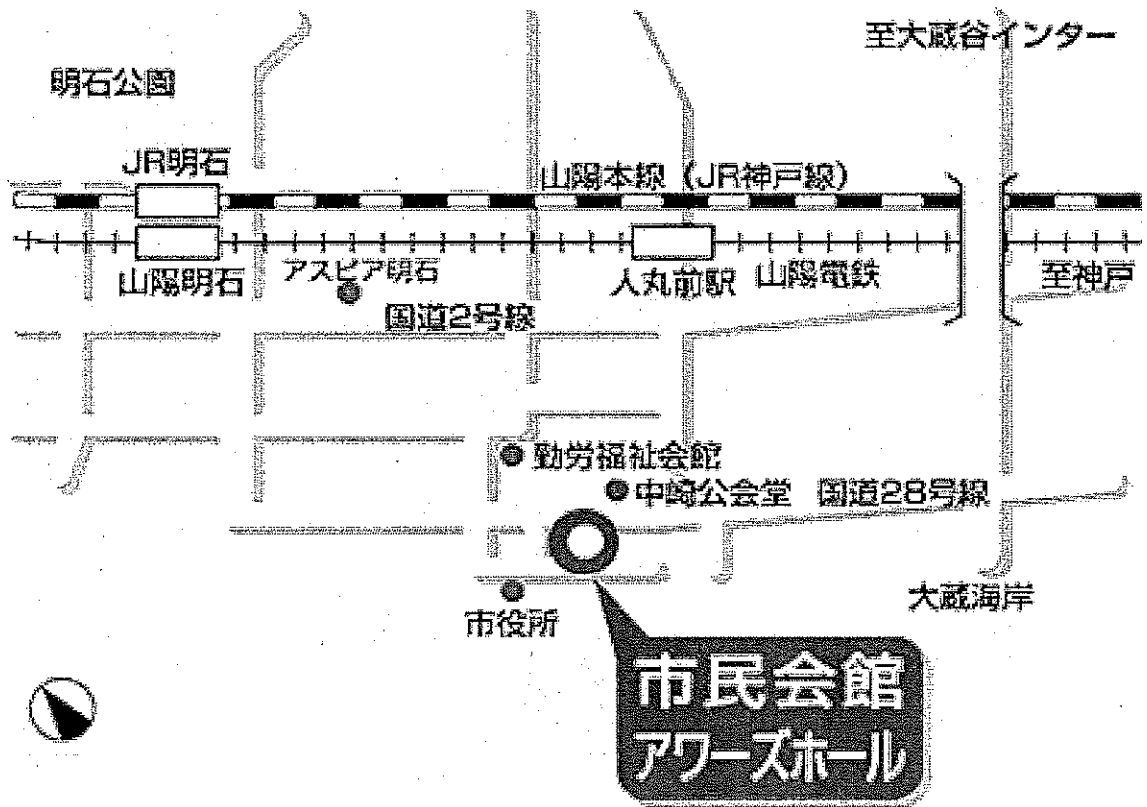 至大蔵谷インター
明石公園
JR明石
山陽本線（JR神戸線）
山陽明石
アスピア明石
人丸前駅
山陽電鉄
至神戸
国道2号線
勤労福祉会館
中崎公会堂
国道28号線
市役所
大蔵海岸
市民会館
アワーズホール